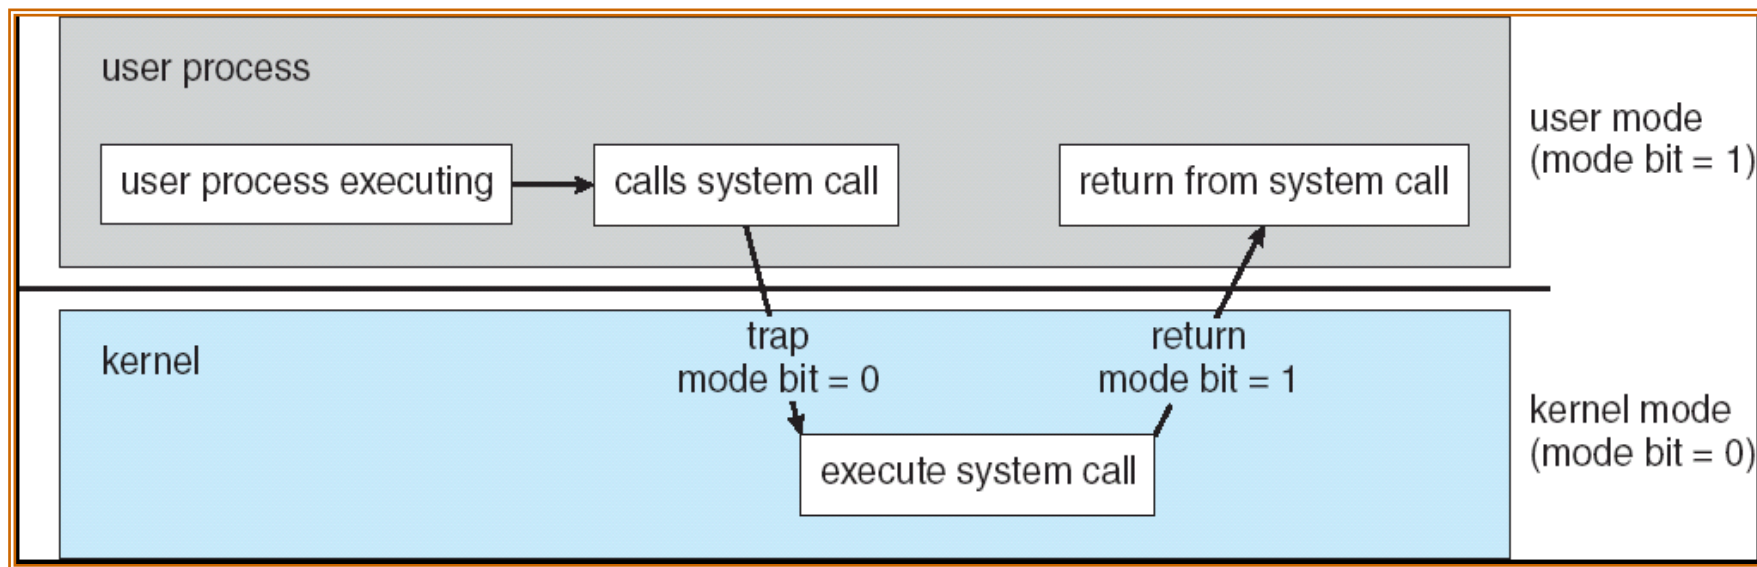 user process
user process executing
calls system call
return from system call
user mode
(mode bit = 1)
kernel
trap
mode bit = 0
return
mode bit = 1
execute system call
kernel mode
(mode bit = 0)